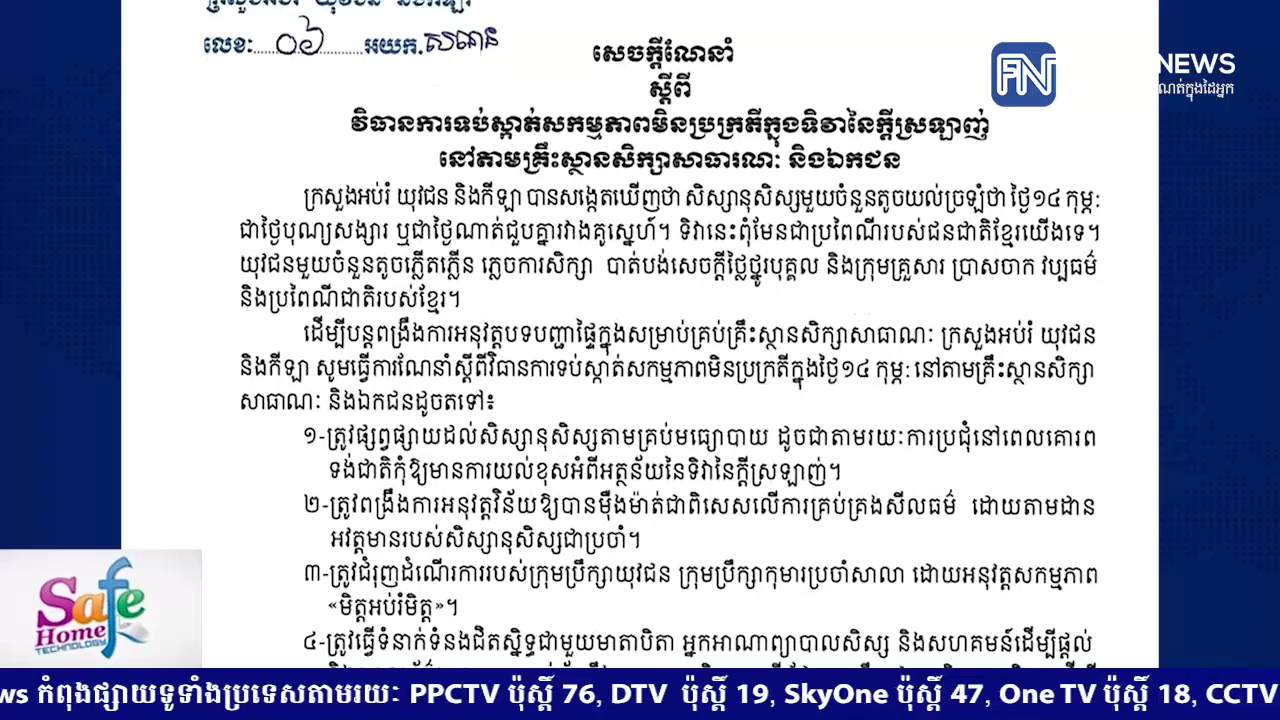 លេខៈ ០៦ អយក.សណន
សេចក្ដីណែនាំ
ស្ដីពី
វិធានការទប់ស្កាត់សកម្មភាពមិនប្រក្រតីក្នុងទិវានៃក្ដីស្រឡាញ់
នៅតាមគ្រឹះស្ថានសិក្សាសាធារណៈ និងឯកជន
NEWS
ណត់ក្នុងដៃអ្នក
ក្រសួងអប់រំ យុវជន និងកីឡា បានសង្កេតឃើញថា សិស្សានុសិស្សមួយចំនួនតូចយល់ច្រឡំថា ថ្ងៃ១៤ កុម្ភៈ
ជាថ្ងៃបុណ្យសង្សារ ឬជាថ្ងៃណាត់ជួបគ្នារវាងគូស្នេហ៍។ ទិវានេះពុំមែនជាប្រពៃណីរបស់ជនជាតិខ្មែរយើងទេ។
យុវជនមួយចំនួនតូចភ្លើតភ្លើន ភ្លេចការសិក្សា បាត់បង់សេចក្ដីថ្លៃថ្នូរបុគ្គល និងក្រុមគ្រួសារ ប្រាសចាក វប្បធម៌
និងប្រពៃណីជាតិរបស់ខ្មែរ។
ដើម្បីបន្តពង្រឹងការអនុវត្តបទបញ្ជាផ្ទៃក្នុងសម្រាប់គ្រប់គ្រឹះស្ថានសិក្សាសាធាណៈ ក្រសួងអប់រំ យុវជន
និងកីឡា សូមធ្វើការណែនាំស្ដីពីវិធានការទប់ស្កាត់សកម្មភាពមិនប្រក្រតីក្នុងថ្ងៃ១៤ កុម្ភៈ នៅតាមគ្រឹះស្ថានសិក្សា
សាធាណៈ និងឯកជនដូចតទៅ៖
១-ត្រូវផ្សព្វផ្សាយដល់សិស្សានុសិស្សតាមគ្រប់មធ្យោបាយ ដូចជាតាមរយៈការប្រជុំនៅពេលគោរព
ទង់ជាតិកុំឱ្យមានការយល់ខុសអំពីអត្ថន័យនៃទិវានៃក្ដីស្រឡាញ់។
២-ត្រូវពង្រឹងការអនុវត្តវិន័យឱ្យបានម៉ឺងម៉ាត់ជាពិសេសលើការគ្រប់គ្រងសីលធម៌ ដោយតាមដាន
អវត្តមានរបស់សិស្សានុសិស្សជាប្រចាំ។
៣-ត្រូវជំរុញដំណើរការរបស់ក្រុមប្រឹក្សាយុវជន ក្រុមប្រឹក្សាកុមារប្រចាំសាលា ដោយអនុវត្តសកម្មភាព
«មិត្តអប់រំមិត្ត»។
៤-ត្រូវធ្វើទំនាក់ទំនងជិតស្និទ្ធជាមួយមាតាបិតា អ្នកអាណាព្យាបាលសិស្ស និងសហគមន៍ដើម្បីផ្ដល់
Safe
Home
TECHNOLOGY
ws កំពុងផ្សាយទូទាំងប្រទេសតាមរយៈ PPCTV ប៉ុស្តិ៍ 76, DTV ប៉ុស្តិ៍ 19, SkyOne ប៉ុស្តិ៍ 47, One TV ប៉ុស្តិ៍ 18, CCTV